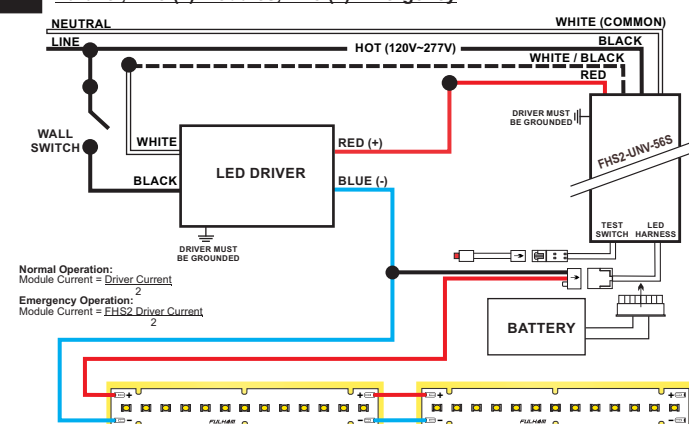 NEUTRAL
WHITE (COMMON)
LINE
HOT (120V~277V)
BLACK
WHITE / BLACK
RED
DRIVER MUST
BE GROUNDED
FHS2-UNV-56S
WALL
SWITCH
WHITE
LED DRIVER
RED (+)
BLACK
BLUE (-)
TEST
SWITCH
LED
HARNESS
DRIVER MUST
BE GROUNDED
Normal Operation:
Module Current = Driver Current
2
Emergency Operation:
Module Current = FHS2 Driver Current
2
BATTERY
+
+
+
+
FULHAM
FULHAM
-
-
-
-